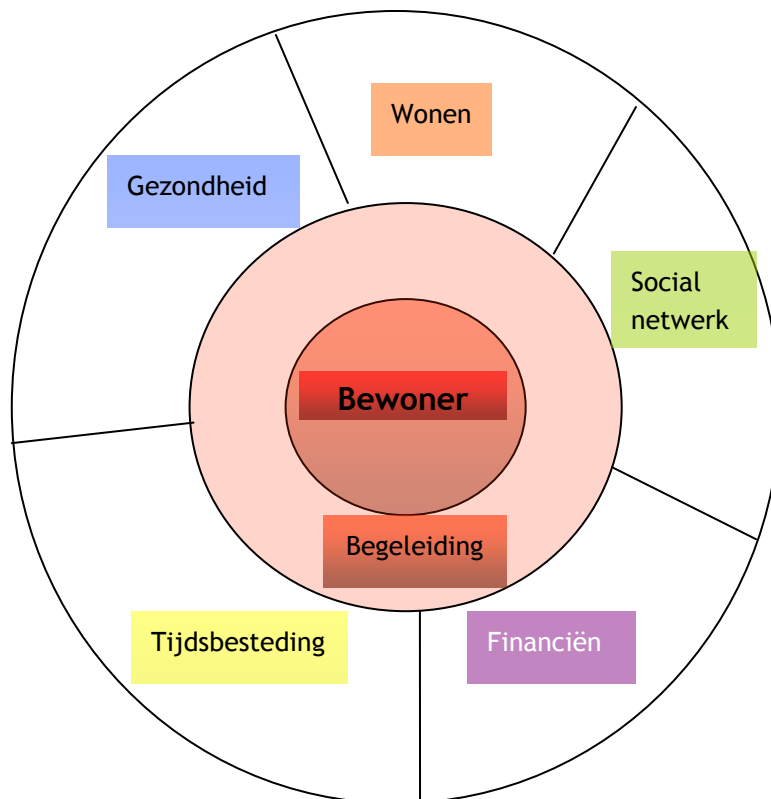 Wonen
Gezondheid
Social
netwerk
Bewoner
Begeleiding
Tijdsbesteding
Financiën